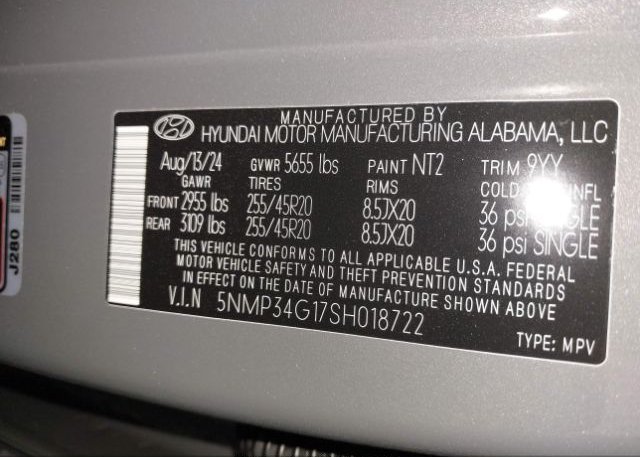 MANUFACTURED BY
HYUNDAI MOTOR MANUFACTURING ALABAMA, LLC
Aug/13/24 GVWR 5655 lbs PAINT NT2 TRIM 9YY
GAWR TIRES RIMS COLD INFL
FRONT 2955 lbs 255/45R20 8.5JX20 36 psi SINGLE
REAR 3109 lbs 255/45R20 8.5JX20 36 psi SINGLE
THIS VEHICLE CONFORMS TO ALL APPLICABLE U.S.A. FEDERAL
MOTOR VEHICLE SAFETY AND THEFT PREVENTION STANDARDS
IN EFFECT ON THE DATE OF MANUFACTURE SHOWN ABOVE
V.I.N 5NMP34G17SH018722
TYPE: MPV
J280